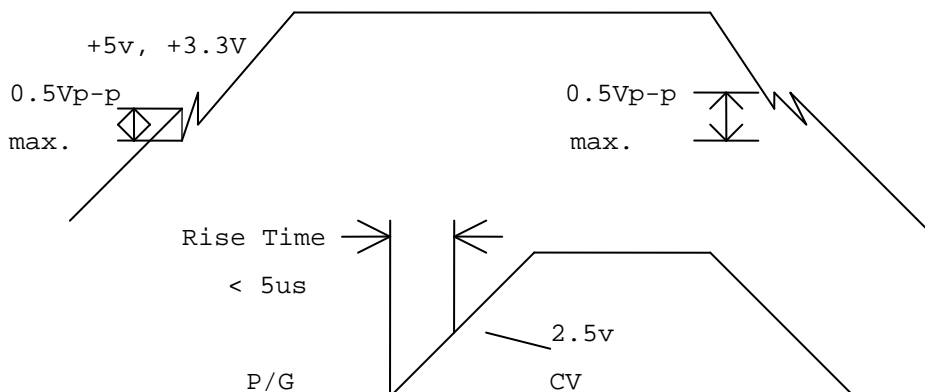 +5v, +3.3V
0.5Vp-p
max.
0.5Vp-p
max.
Rise Time
< 5us
2.5v
P/G
CV